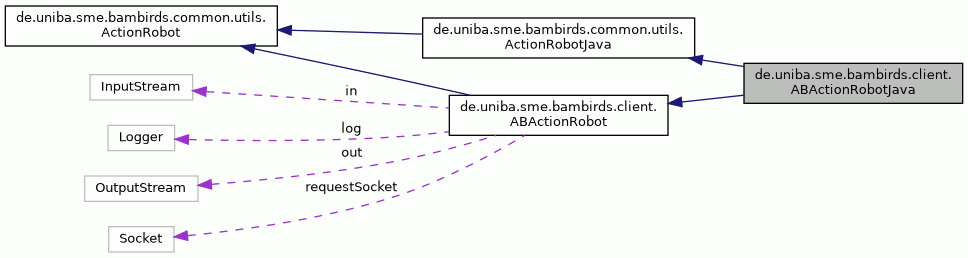 de.uniba.sme.bambirds.common.utils.
ActionRobot
de.uniba.sme.bambirds.common.utils.
ActionRobotJava
de.uniba.sme.bambirds.client.
ABActionRobotJava
InputStream
in
de.uniba.sme.bambirds.client.
ABActionRobot
Logger
log
out
OutputStream
requestSocket
Socket